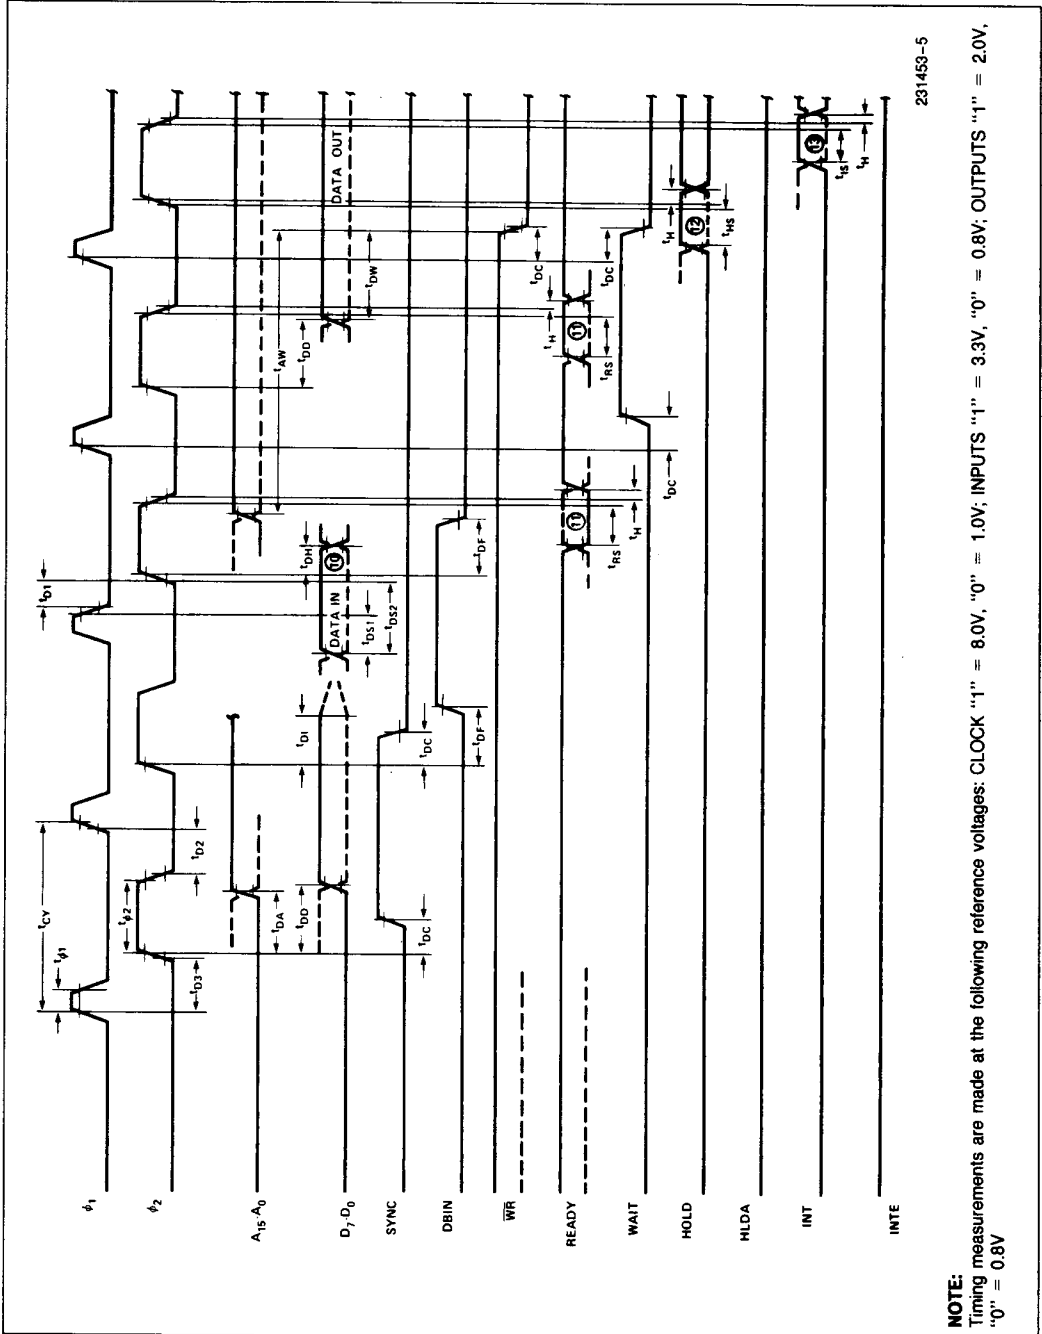 231453-5
φ1
φ2
A15-A0
D7-D0
SYNC
DBIN
WR
READY
WAIT
HOLD
HLDA
INT
INTE
tCY
tφ1
tD3
tφ2
tD2
tD1
tDA
tDD
tDI
DATA IN
tDS1
tDS2
tDH
10
tAW
tDD
DATA OUT
tDW
tDC
tDC
tDF
tDF
tDC
tRS
11
tH
tRS
11
tH
tDC
tDC
tH
12
tHS
13
tIS
tH
NOTE:
Timing measurements are made at the following reference voltages: CLOCK "1" = 8.0V, "0" = 1.0V; INPUTS "1" = 3.3V, "0" = 0.8V; OUTPUTS "1" = 2.0V,
"0" = 0.8V